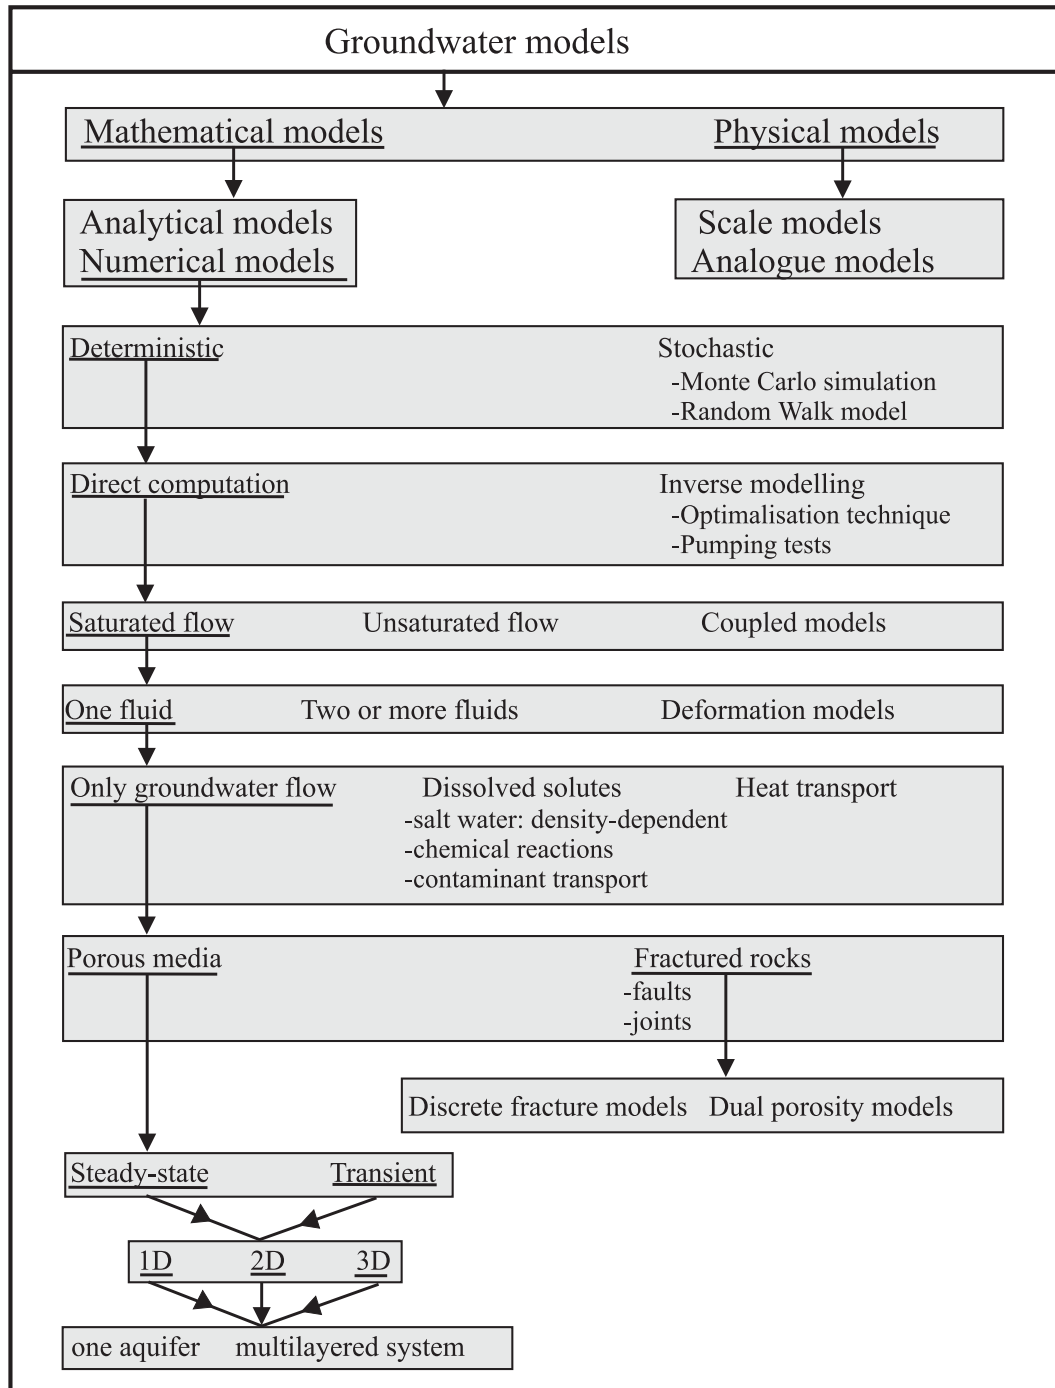 Groundwater models
Mathematical models Physical models
Analytical models
Numerical models
Scale models
Analogue models
Deterministic Stochastic
-Monte Carlo simulation
-Random Walk model
Direct computation Inverse modelling
-Optimalisation technique
-Pumping tests
Saturated flow Unsaturated flow Coupled models
One fluid Two or more fluids Deformation models
Only groundwater flow Dissolved solutes Heat transport
-salt water: density-dependent
-chemical reactions
-contaminant transport
Porous media Fractured rocks
-faults
-joints
Discrete fracture models Dual porosity models
Steady-state Transient
1D 2D 3D
one aquifer multilayered system